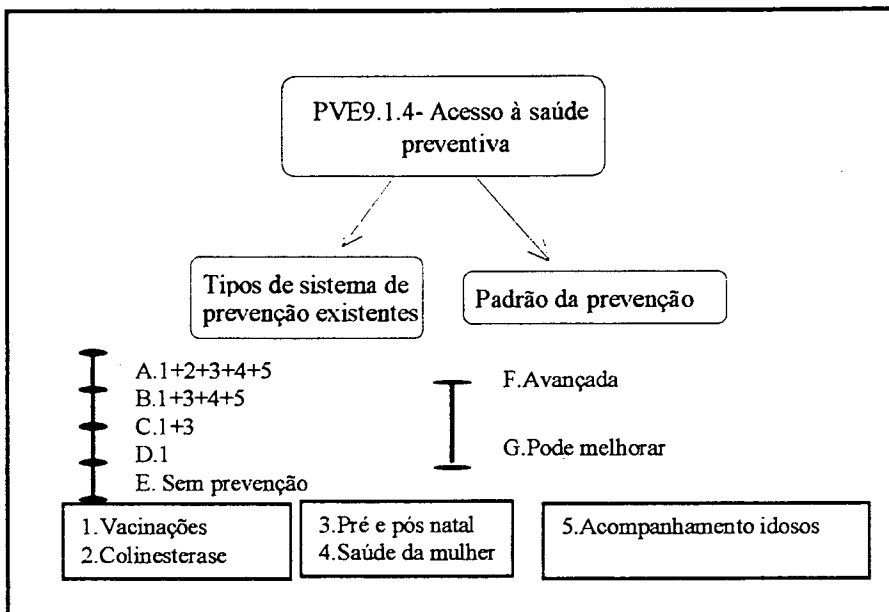 PVE9.1.4- Acesso à saúde
preventiva
Tipos de sistema de
prevenção existentes
Padrão da prevenção
A.1+2+3+4+5
B.1+3+4+5
C.1+3
D.1
E. Sem prevenção
F.Avançada
G.Pode melhorar
1.Vacinações
2.Colinesterase
3.Pré e pós natal
4.Saúde da mulher
5.Acompanhamento idosos